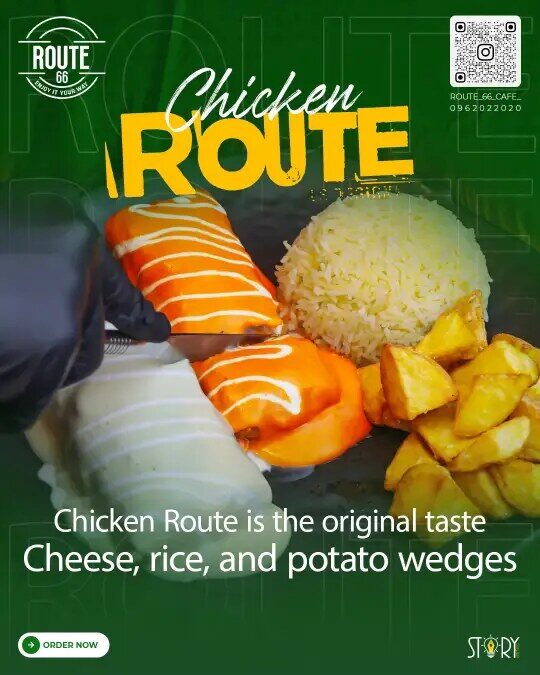 ROUTE
66
ENJOY IT YOUR WAY
ROUTE_66_CAFE_
0962022020
Chicken
ROUTE
Chicken Route is the original taste
Cheese, rice, and potato wedges
ORDER NOW
STORY